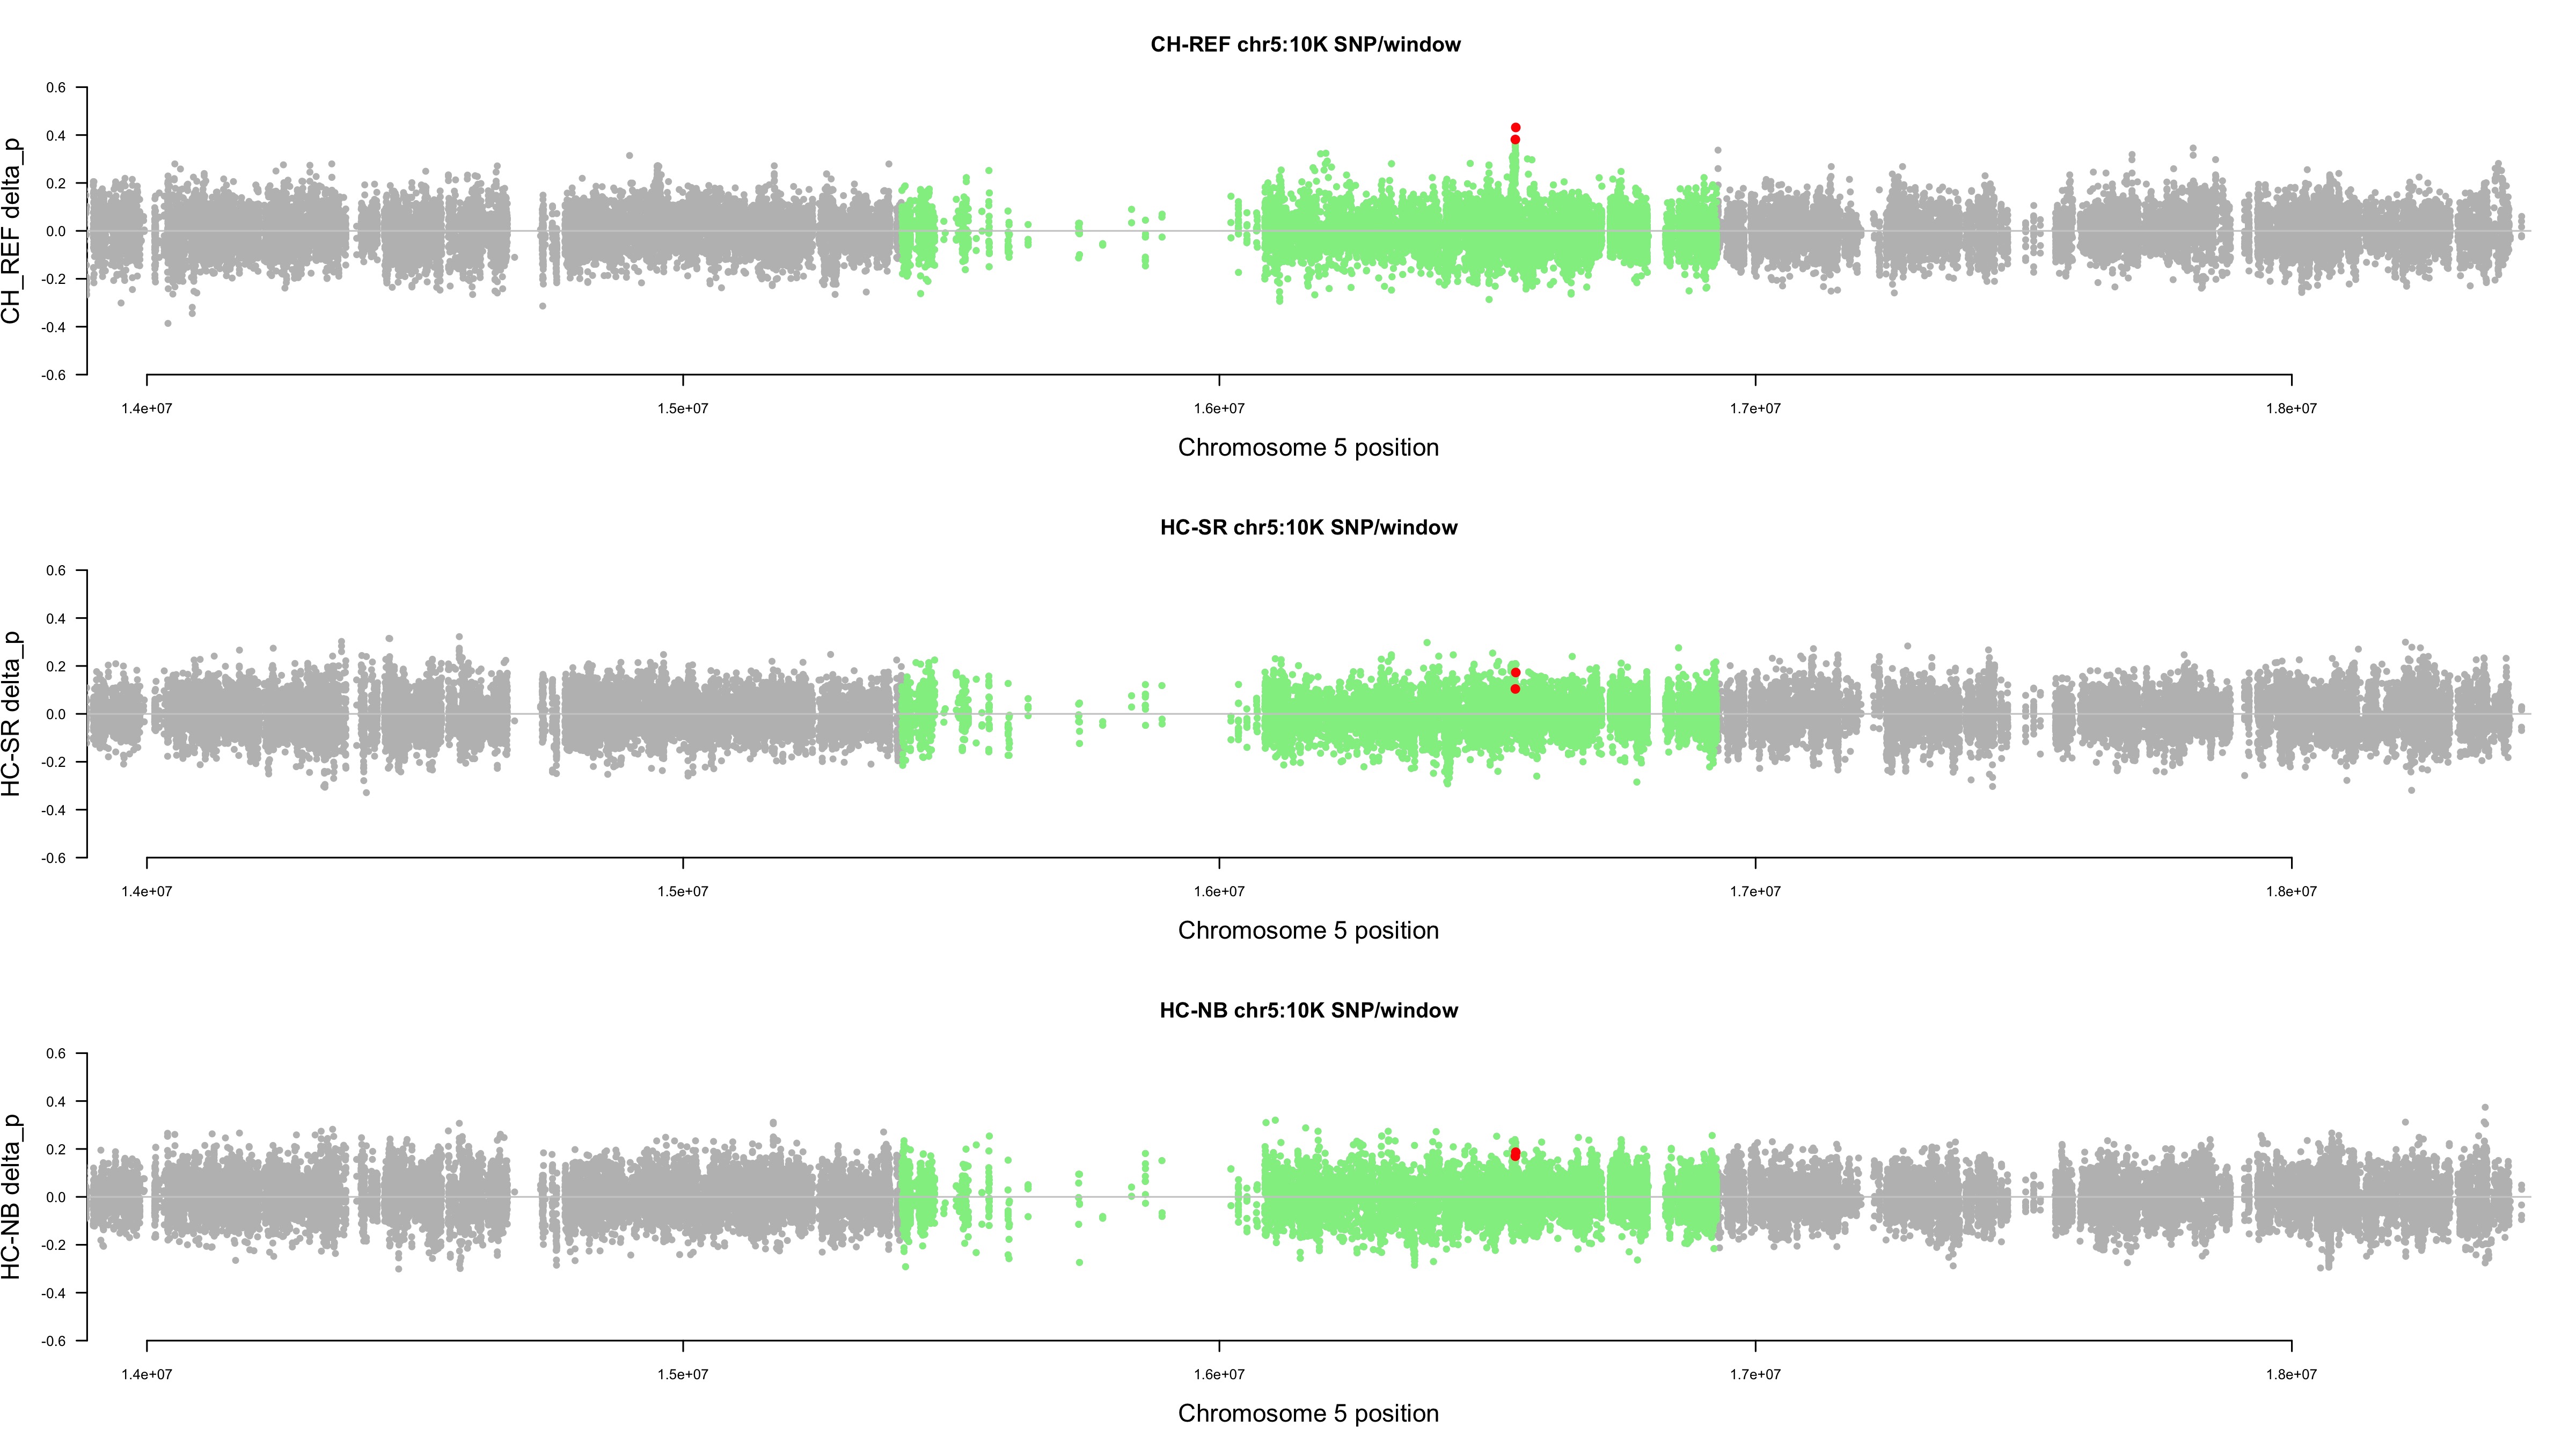 CH-REF chr5:10K SNP/window
CH_REF delta_p
0.6
0.4
0.2
0.0
-0.2
-0.4
-0.6
1.4e+07 1.5e+07 1.6e+07 1.7e+07 1.8e+07
Chromosome 5 position
HC-SR chr5:10K SNP/window
HC-SR delta_p
0.6
0.4
0.2
0.0
-0.2
-0.4
-0.6
1.4e+07 1.5e+07 1.6e+07 1.7e+07 1.8e+07
Chromosome 5 position
HC-NB chr5:10K SNP/window
HC-NB delta_p
0.6
0.4
0.2
0.0
-0.2
-0.4
-0.6
1.4e+07 1.5e+07 1.6e+07 1.7e+07 1.8e+07
Chromosome 5 position